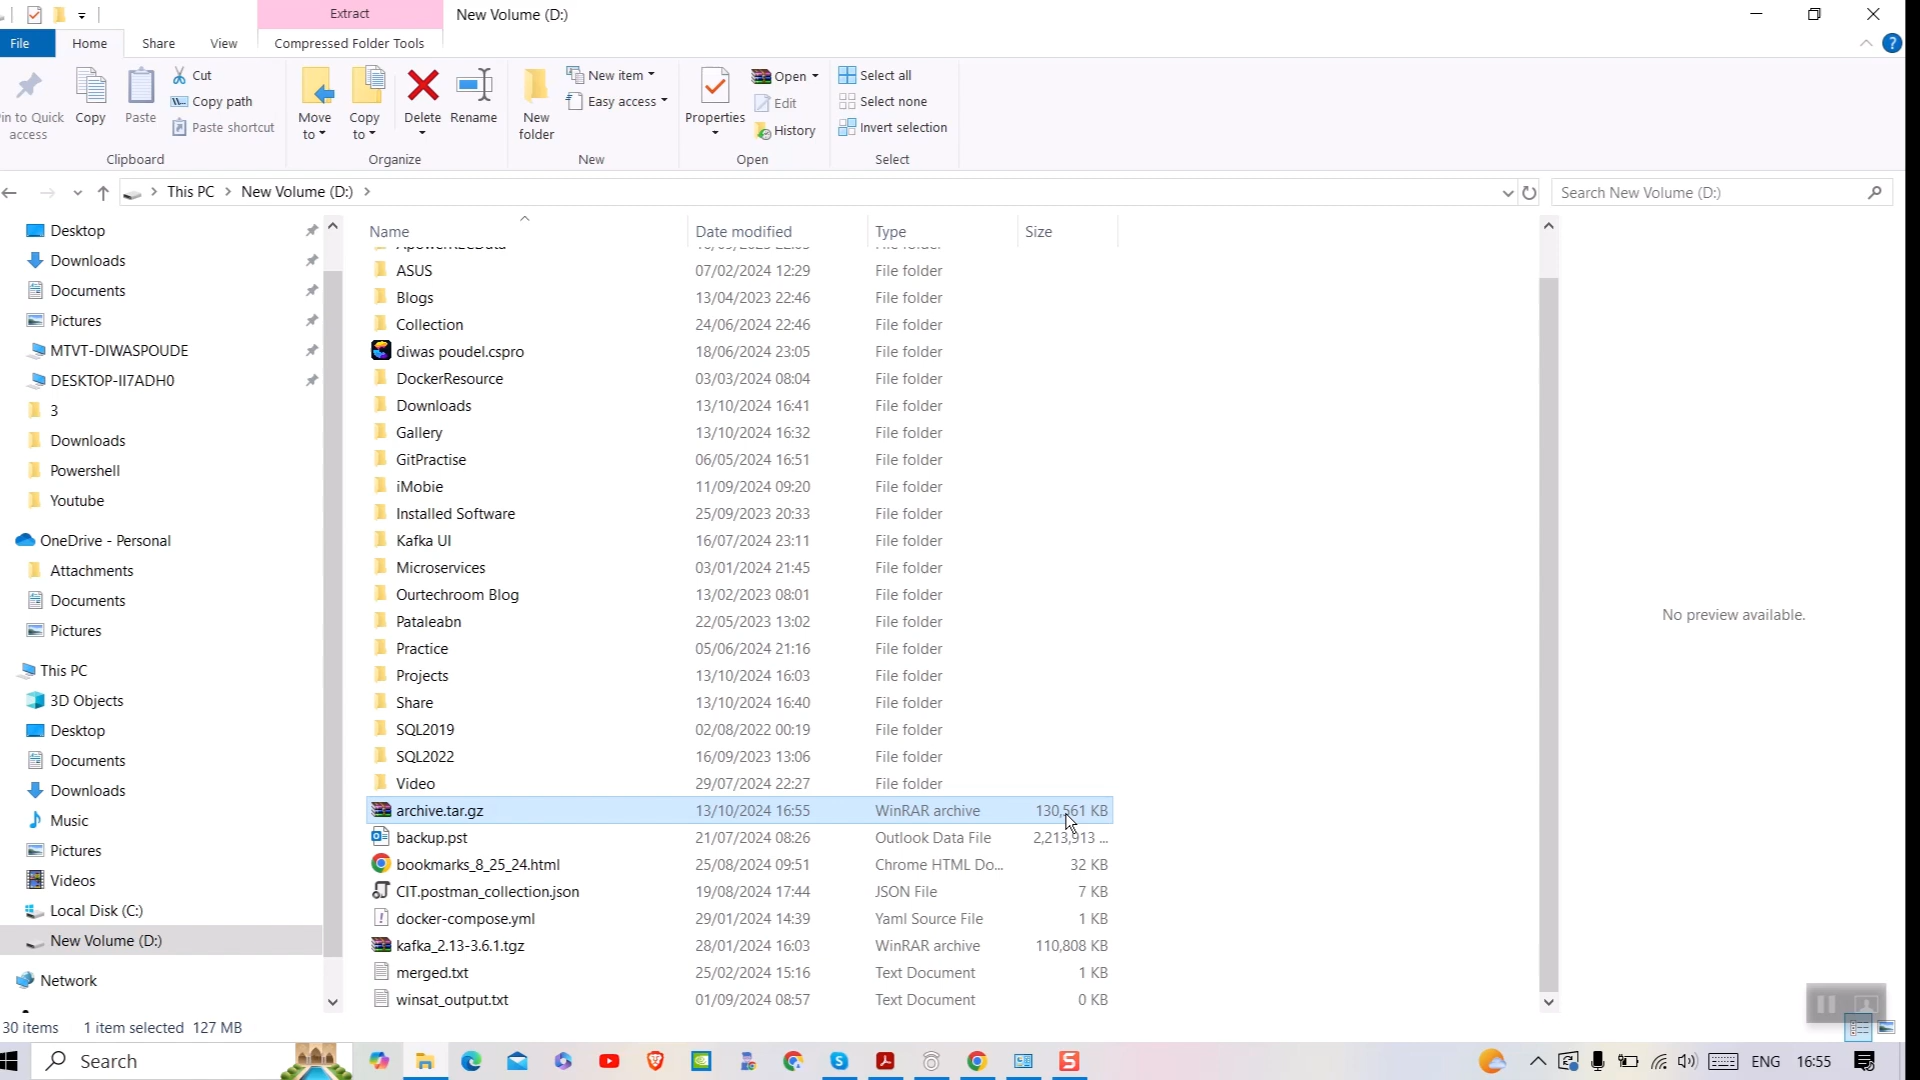 Extract
New Volume (D:)
File
Home
Share
View
Compressed Folder Tools
in to Quick access
Copy
Paste
Cut
Copy path
Paste shortcut
Clipboard
Move to
Copy to
Delete
Rename
Organize
New folder
New item
Easy access
New
Properties
Open
Edit
History
Open
Select all
Select none
Invert selection
Select
This PC
New Volume (D:)
Search New Volume (D:)
Desktop
Downloads
Documents
Pictures
MTVT-DIWASPOUDE
DESKTOP-II7ADH0
3
Downloads
Powershell
Youtube
OneDrive - Personal
Attachments
Documents
Pictures
This PC
3D Objects
Desktop
Documents
Downloads
Music
Pictures
Videos
Local Disk (C:)
New Volume (D:)
Network
Name Date modified Type Size
ASUS 07/02/2024 12:29 File folder
Blogs 13/04/2023 22:46 File folder
Collection 24/06/2024 22:46 File folder
diwas poudel.cspro 18/06/2024 23:05 File folder
DockerResource 03/03/2024 08:04 File folder
Downloads 13/10/2024 16:41 File folder
Gallery 13/10/2024 16:32 File folder
GitPractise 06/05/2024 16:51 File folder
iMobie 11/09/2024 09:20 File folder
Installed Software 25/09/2023 20:33 File folder
Kafka UI 16/07/2024 23:11 File folder
Microservices 03/01/2024 21:45 File folder
Ourtechroom Blog 13/02/2023 08:01 File folder
Pataleabn 22/05/2023 13:02 File folder
Practice 05/06/2024 21:16 File folder
Projects 13/10/2024 16:03 File folder
Share 13/10/2024 16:40 File folder
SQL2019 02/08/2022 00:19 File folder
SQL2022 16/09/2023 13:06 File folder
Video 29/07/2024 22:27 File folder
archive.tar.gz 13/10/2024 16:55 WinRAR archive 130,561 KB
backup.pst 21/07/2024 08:26 Outlook Data File 2,213,913 ...
bookmarks_8_25_24.html 25/08/2024 09:51 Chrome HTML Do... 32 KB
CIT.postman_collection.json 19/08/2024 17:44 JSON File 7 KB
docker-compose.yml 29/01/2024 14:39 Yaml Source File 1 KB
kafka_2.13-3.6.1.tgz 28/01/2024 16:03 WinRAR archive 110,808 KB
merged.txt 25/02/2024 15:16 Text Document 1 KB
winsat_output.txt 01/09/2024 08:57 Text Document 0 KB
No preview available.
30 items 1 item selected 127 MB
Search
ENG 16:55